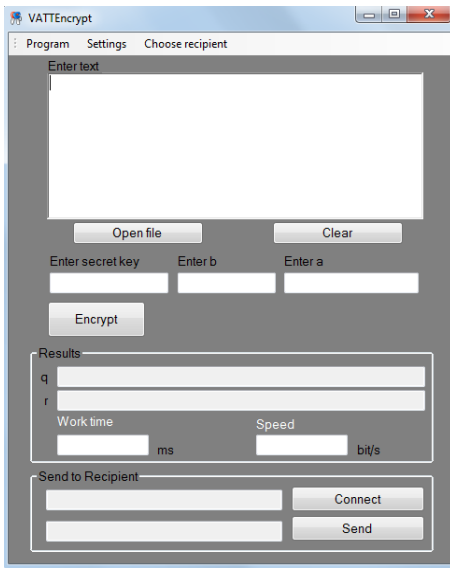 VATTEncrypt
Program Settings Choose recipient
Enter text
Open file Clear
Enter secret key Enter b Enter a
Encrypt
Results
q
r
Work time Speed
ms bit/s
Send to Recipient
Connect
Send